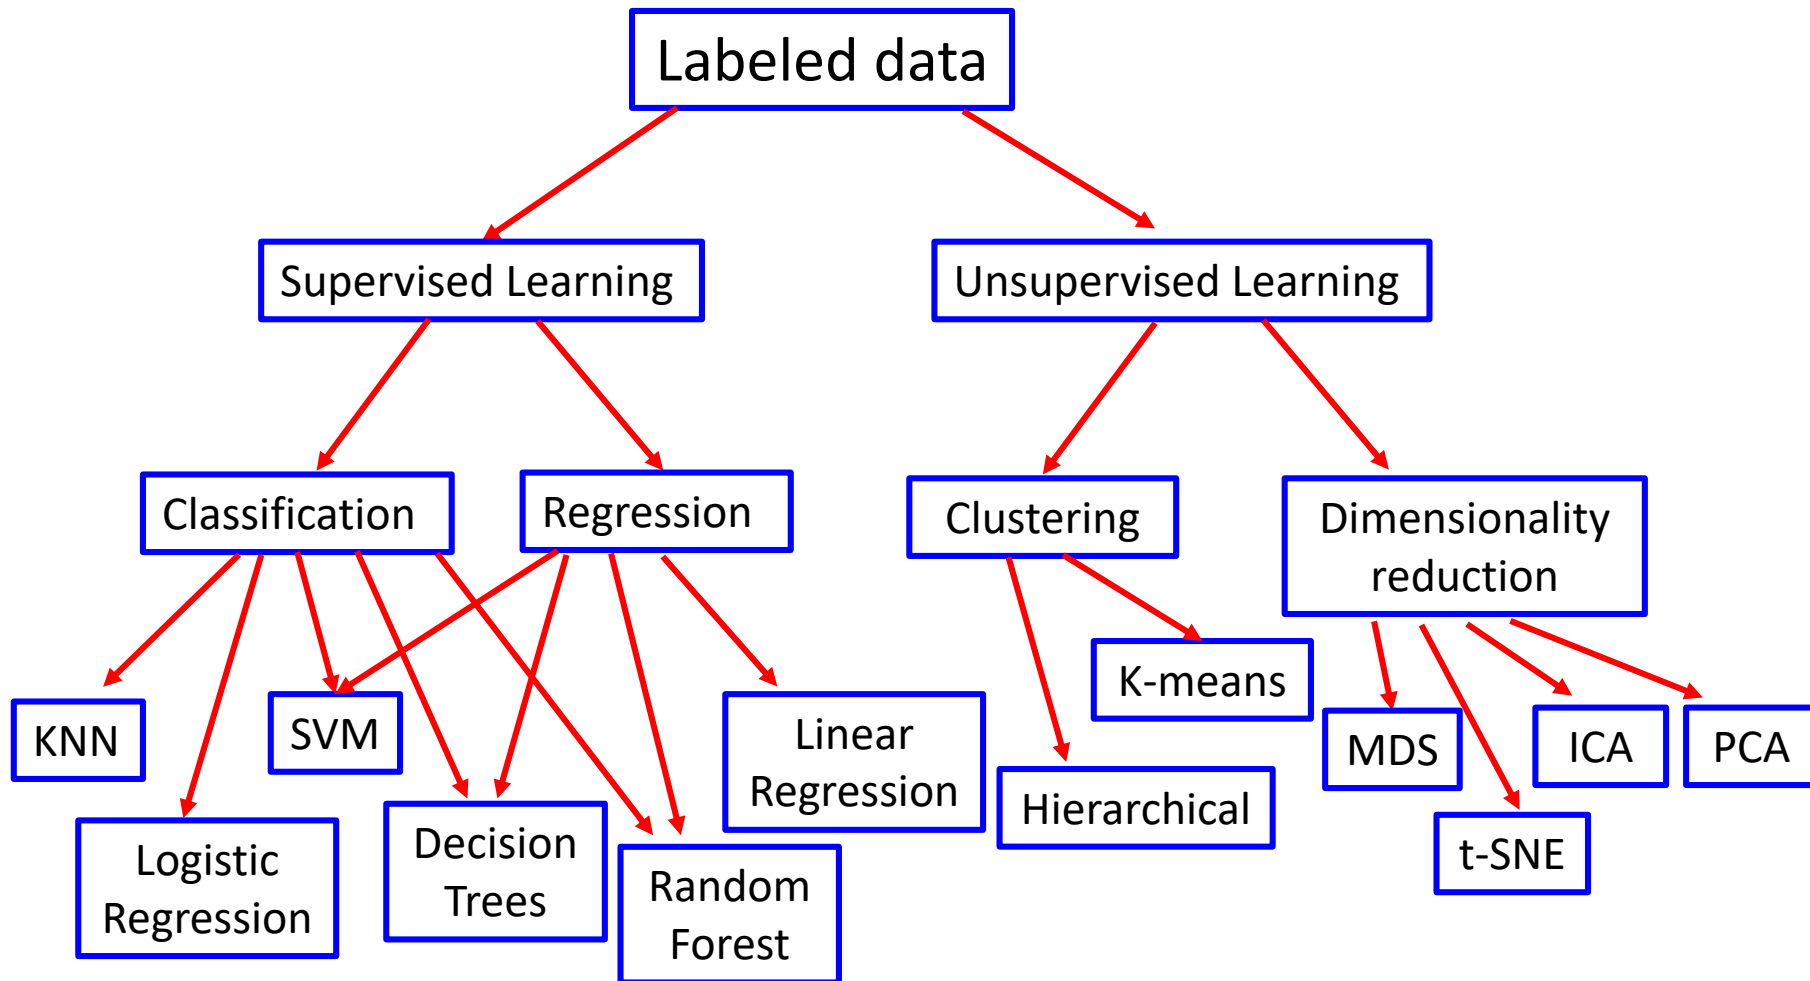 Labeled data
Supervised Learning
Unsupervised Learning
Classification
Regression
Clustering
Dimensionality
reduction
KNN
SVM
Linear
Regression
K-means
MDS
ICA
PCA
Logistic
Regression
Decision
Trees
Random
Forest
Hierarchical
t-SNE